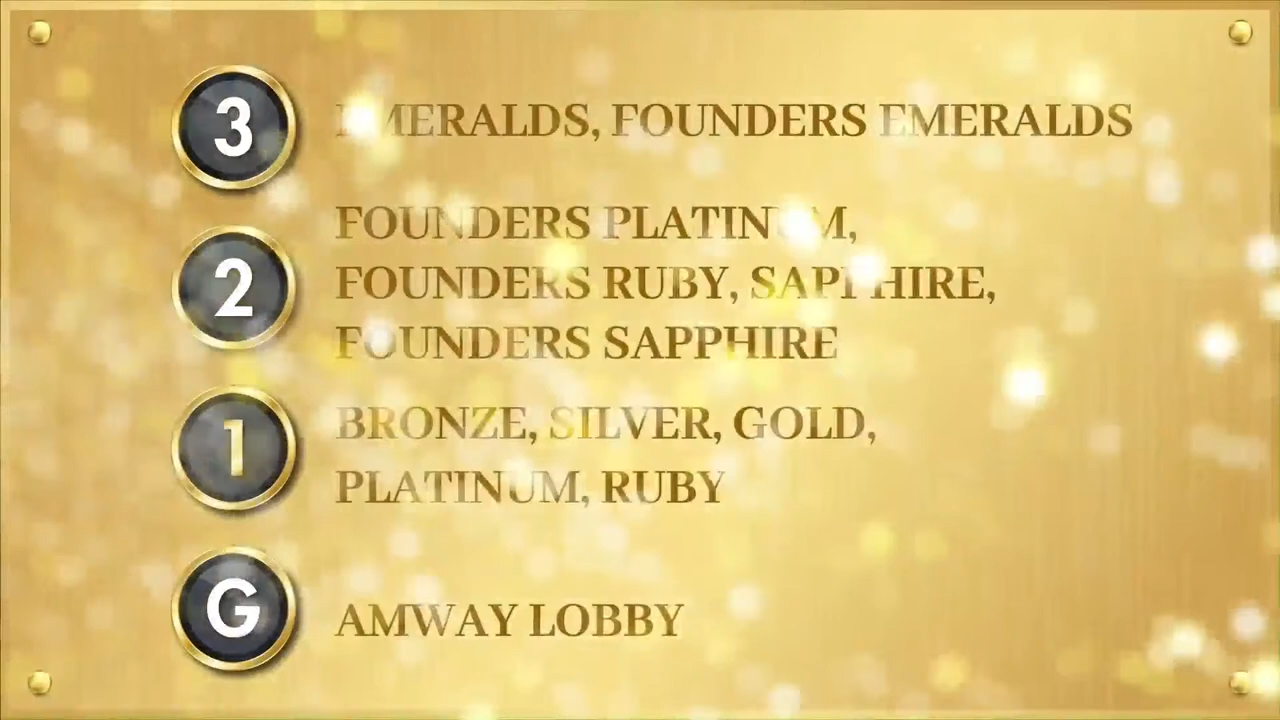 3
EMERALDS, FOUNDERS EMERALDS
2
FOUNDERS PLATINUM,
FOUNDERS RUBY, SAPPHIRE,
FOUNDERS SAPPHIRE
1
BRONZE, SILVER, GOLD,
PLATINUM, RUBY
G
AMWAY LOBBY